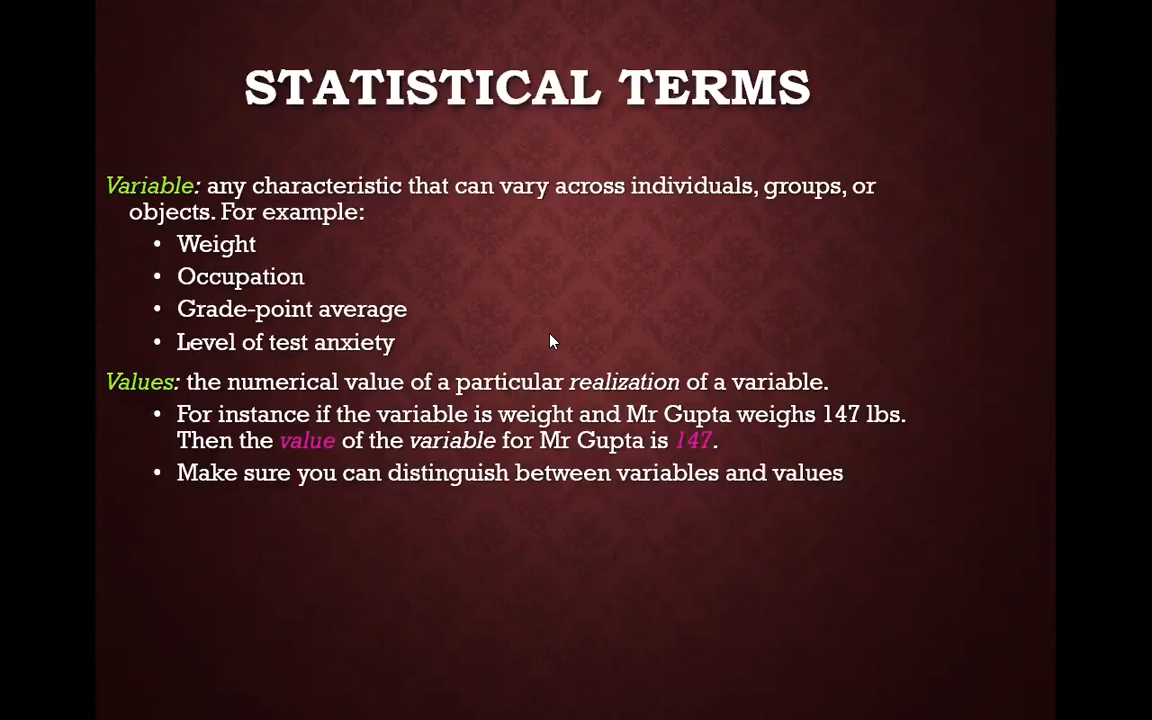 STATISTICAL TERMS
Variable: any characteristic that can vary across individuals, groups, or
objects. For example:
• Weight
• Occupation
• Grade-point average
• Level of test anxiety
Values: the numerical value of a particular realization of a variable.
• For instance if the variable is weight and Mr Gupta weighs 147 lbs.
Then the value of the variable for Mr Gupta is 147.
• Make sure you can distinguish between variables and values